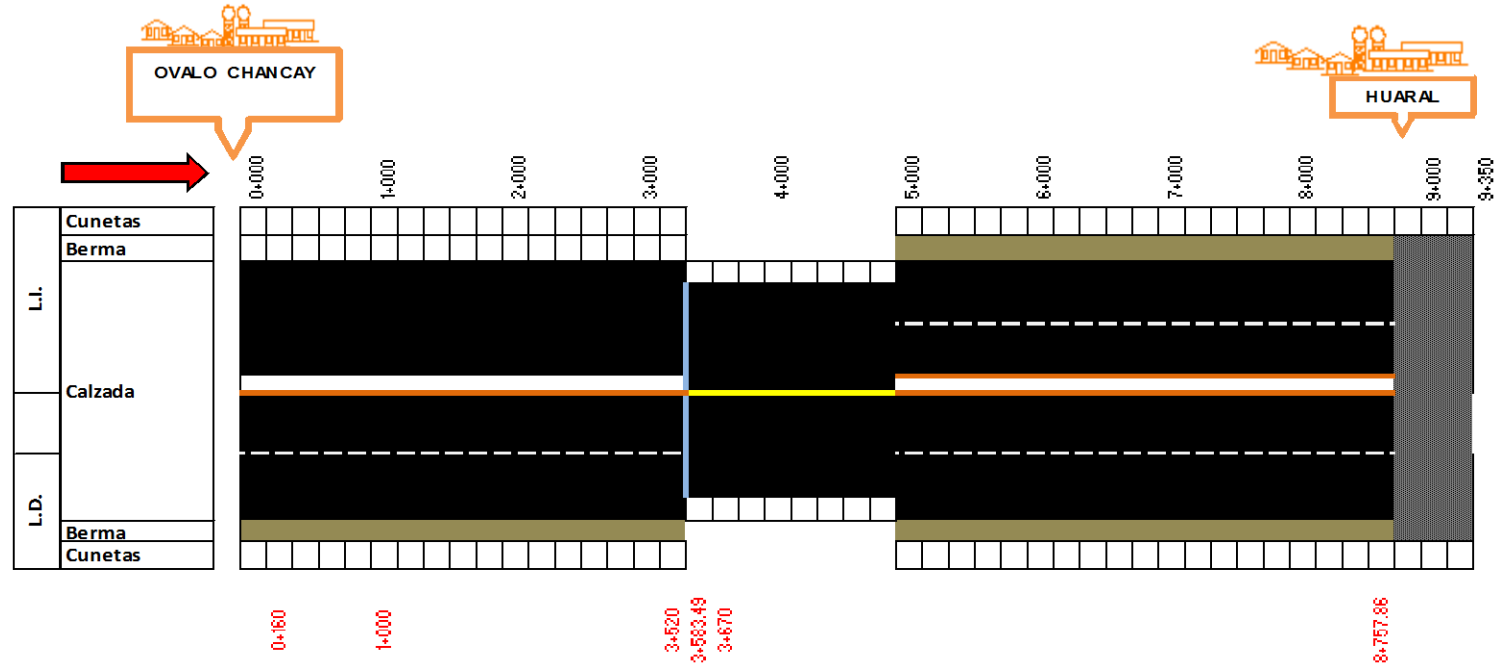 OVALO CHANCAY
HUARAL
0+000
1+000
2+000
3+000
4+000
5+000
6+000
7+000
8+000
9+000
9+350
L.I.
L.D.
Cunetas
Berma
Calzada
Berma
Cunetas
0+160
1+000
3+520
3+583.49
3+670
8+757.86